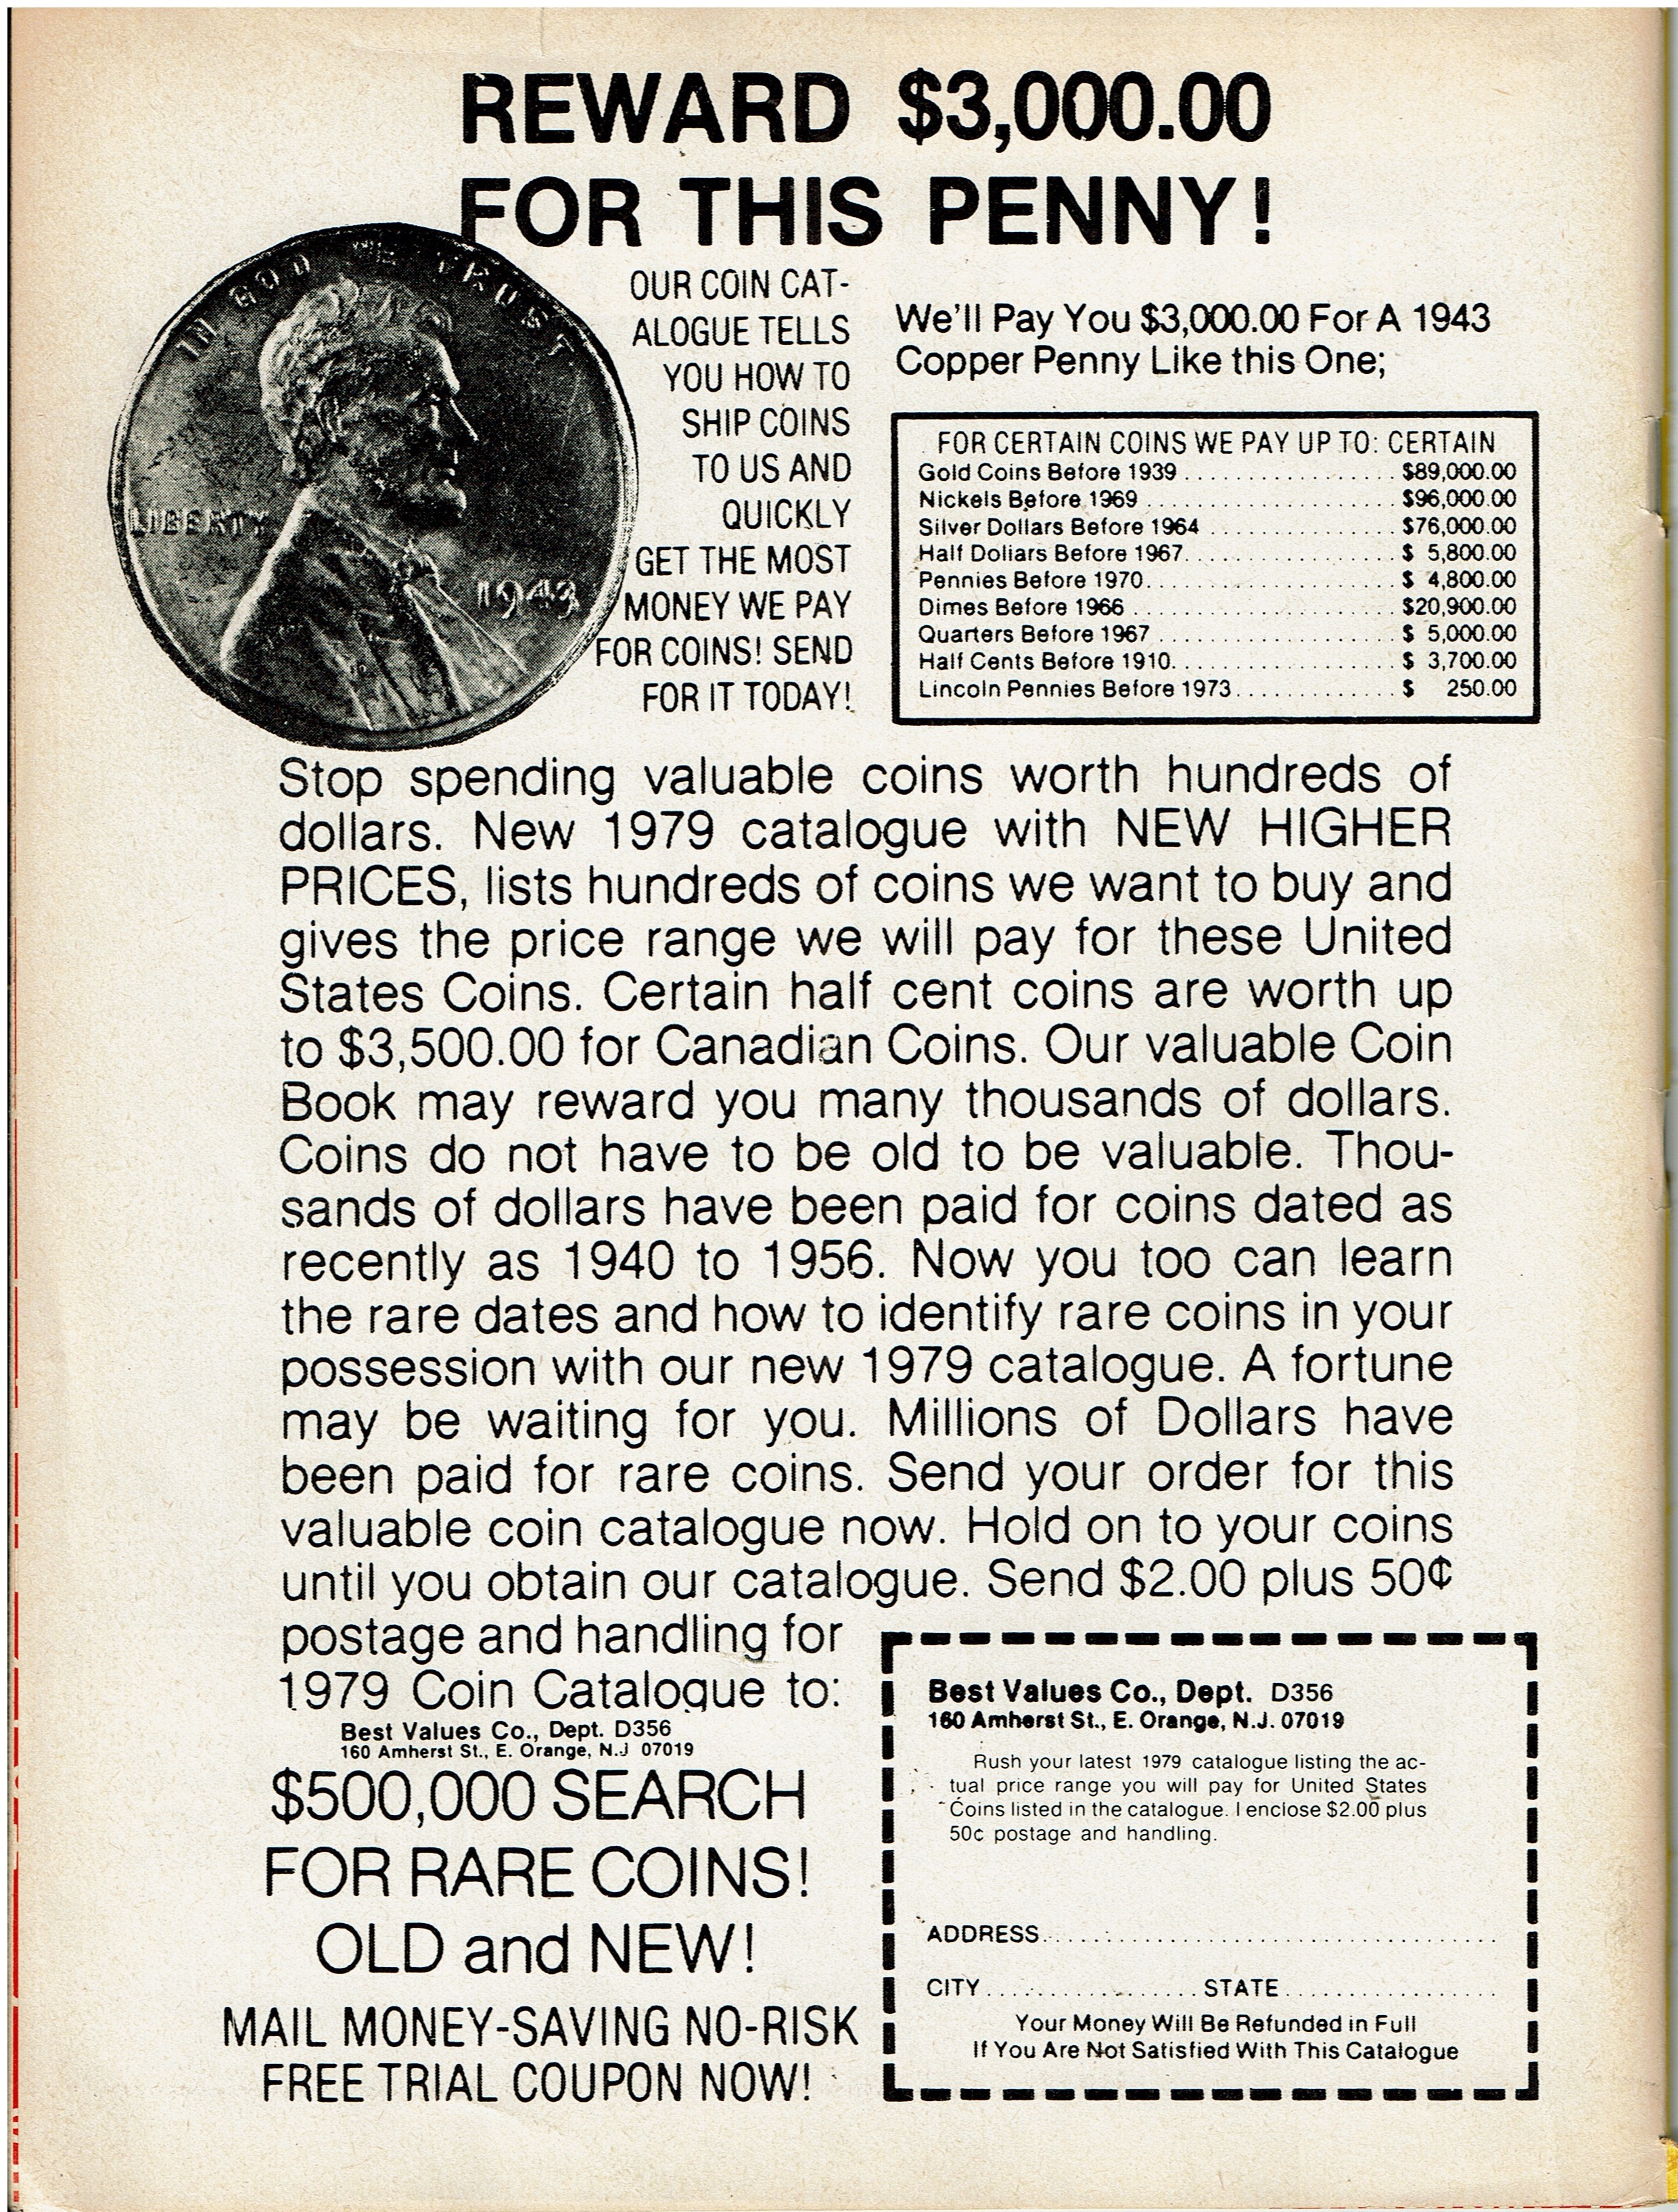 REWARD $3,000.00
FOR THIS PENNY!
IN GOD WE TRUST
LIBERTY
1943
OUR COIN CAT-
ALOGUE TELLS
YOU HOW TO
SHIP COINS
TO US AND
QUICKLY
GET THE MOST
MONEY WE PAY
FOR COINS! SEND
FOR IT TODAY!
We'll Pay You $3,000.00 For A 1943
Copper Penny Like this One;
FOR CERTAIN COINS WE PAY UP TO: CERTAIN
Gold Coins Before 1939 ................. $89,000.00
Nickels Before 1969 .................... $96,000.00
Silver Dollars Before 1964 ............... $76,000.00
Half Dollars Before 1967................. $ 5,800.00
Pennies Before 1970.................... $ 4,800.00
Dimes Before 1966 ..................... $20,900.00
Quarters Before 1967 ................... $ 5,000.00
Half Cents Before 1910.................. $ 3,700.00
Lincoln Pennies Before 1973............. $ 250.00
Stop spending valuable coins worth hundreds of
dollars. New 1979 catalogue with NEW HIGHER
PRICES, lists hundreds of coins we want to buy and
gives the price range we will pay for these United
States Coins. Certain half cent coins are worth up
to $3,500.00 for Canadian Coins. Our valuable Coin
Book may reward you many thousands of dollars.
Coins do not have to be old to be valuable. Thou-
sands of dollars have been paid for coins dated as
recently as 1940 to 1956. Now you too can learn
the rare dates and how to identify rare coins in your
possession with our new 1979 catalogue. A fortune
may be waiting for you. Millions of Dollars have
been paid for rare coins. Send your order for this
valuable coin catalogue now. Hold on to your coins
until you obtain our catalogue. Send $2.00 plus 50¢
postage and handling for
1979 Coin Catalogue to:
Best Values Co., Dept. D356
160 Amherst St., E. Orange, N.J 07019
$500,000 SEARCH
FOR RARE COINS!
OLD and NEW!
MAIL MONEY-SAVING NO-RISK
FREE TRIAL COUPON NOW!
Best Values Co., Dept. D356
160 Amherst St., E. Orange, N.J. 07019
Rush your latest 1979 catalogue listing the ac-
tual price range you will pay for United States
Coins listed in the catalogue. I enclose $2.00 plus
50¢ postage and handling.
ADDRESS....................................
CITY.................STATE.................
Your Money Will Be Refunded in Full
If You Are Not Satisfied With This Catalogue